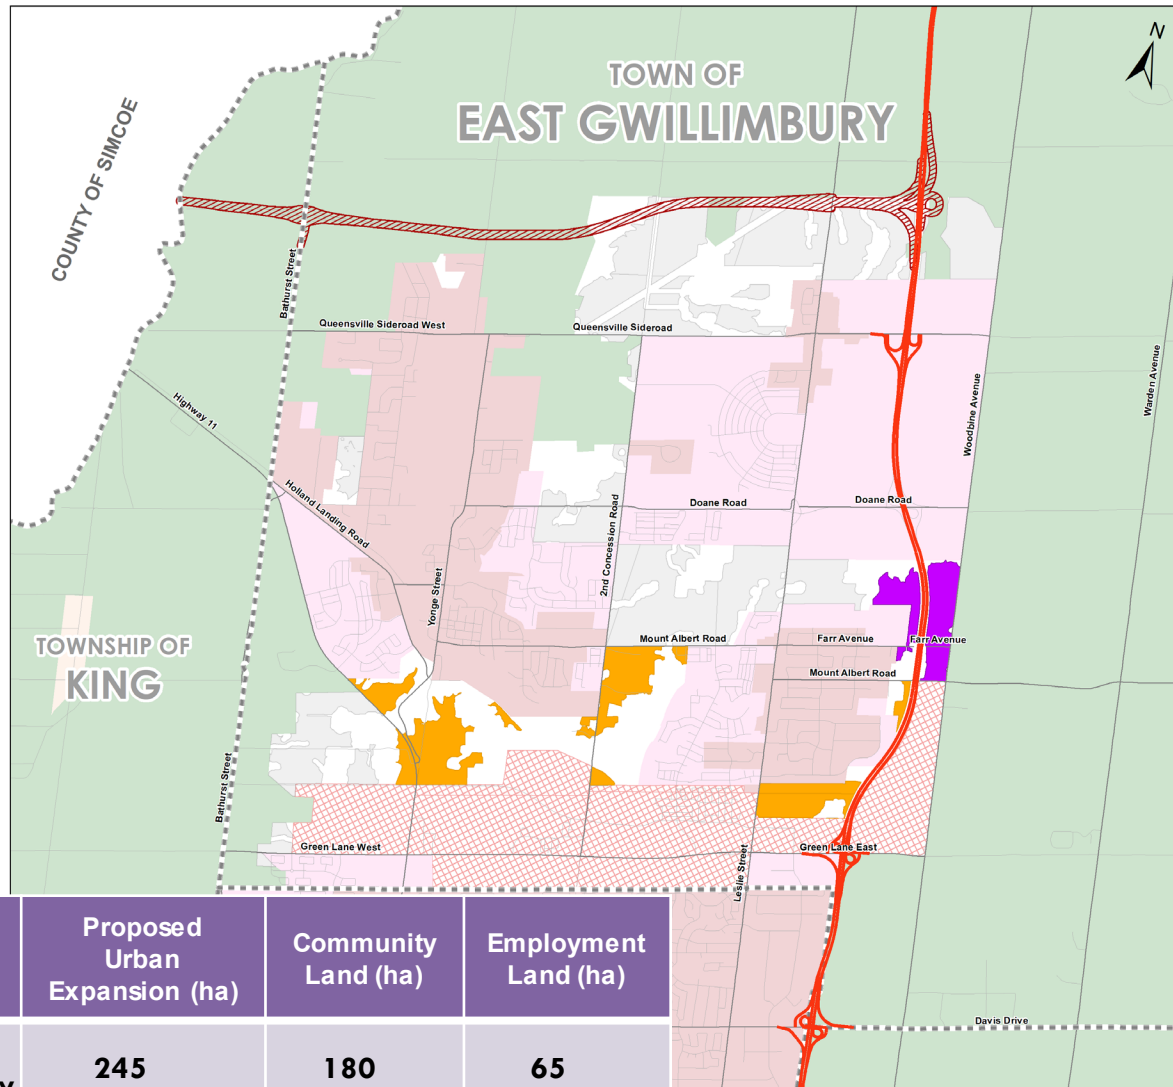 N
TOWN OF
EAST GWILLIMBURY
COUNTY OF SIMCOE
Bathurst Street
Queensville Sideroad West
Queensville Sideroad
Warden Avenue
Woodbine Avenue
Highway 11
Holland Landing Road
Doane Road
Doane Road
2nd Concession Road
Yonge Street
Mount Albert Road
Farr Avenue
Farr Avenue
Mount Albert Road
TOWNSHIP OF
KING
Bathurst Street
Green Lane West
Green Lane East
Leslie Street
Davis Drive
Proposed
Urban
Expansion (ha)
Community
Land (ha)
Employment
Land (ha)
245
180
65